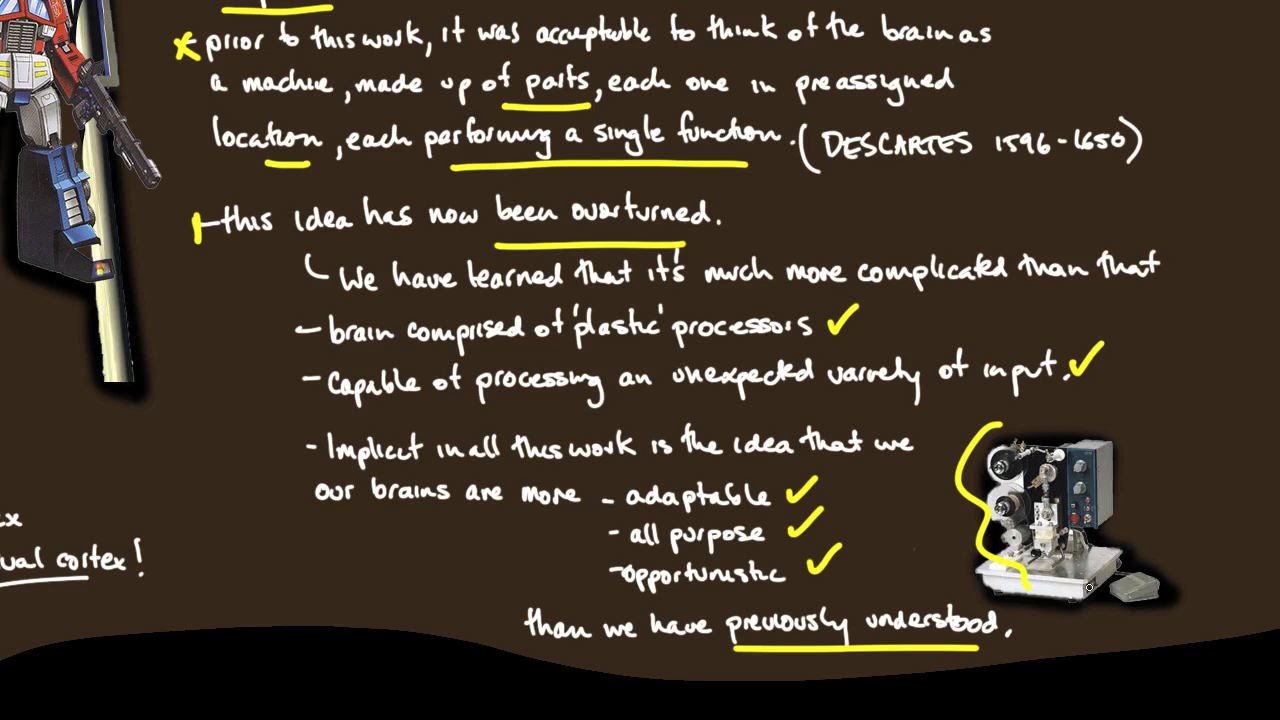 prior to this work, it was acceptable to think of the brain as
a machine, made up of parts, each one in preassigned
location, each performing a single function. (DESCARTES 1596-1650)
this idea has now been overturned.
We have learned that it's much more complicated than that
- brain comprised of 'plastic' processors
- Capable of processing an unexpected variety of input.
- Implicit in all this work is the idea that we
our brains are more - adaptable
- all purpose
- opportunistic
than we have previously understood.
ex
ual cortex!